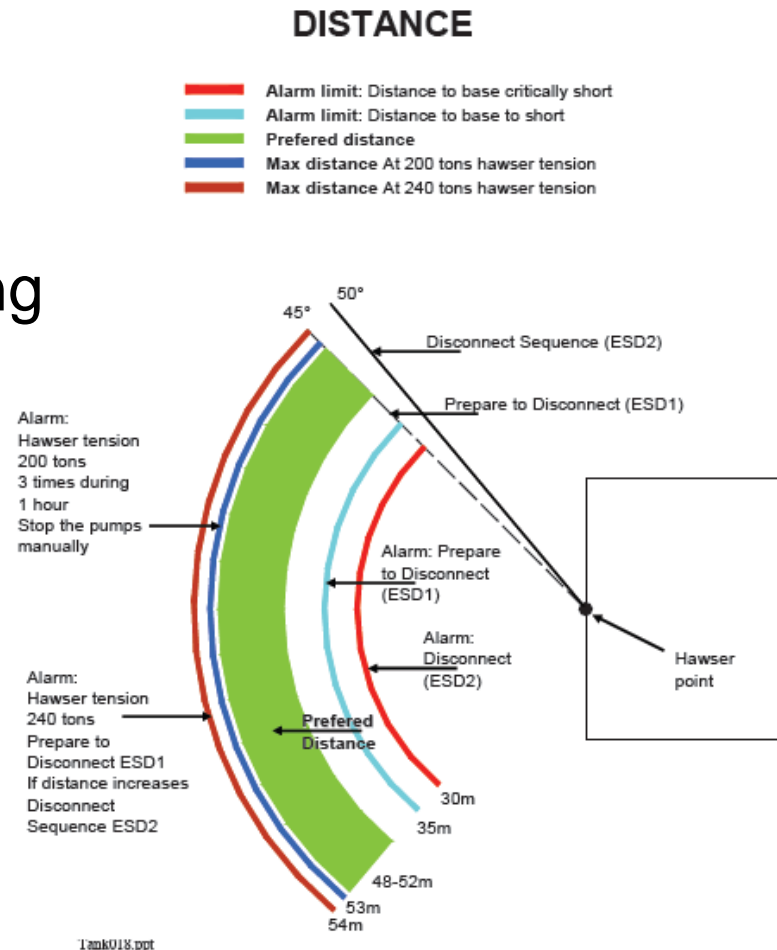 DISTANCE
Alarm limit: Distance to base critically short
Alarm limit: Distance to base to short
Prefered distance
Max distance At 200 tons hawser tension
Max distance At 240 tons hawser tension
ng
50°
45°
Disconnect Sequence (ESD2)
Prepare to Disconnect (ESD1)
Alarm:
Hawser tension
200 tons
3 times during
1 hour
Stop the pumps
manually
Alarm: Prepare
to Disconnect
(ESD1)
Alarm:
Disconnect
(ESD2)
Hawser
point
Alarm:
Hawser tension
240 tons
Prepare to
Disconnect ESD1
If distance increases
Disconnect
Sequence ESD2
Prefered
Distance
30m
35m
48-52m
53m
54m
Tank018.ppt